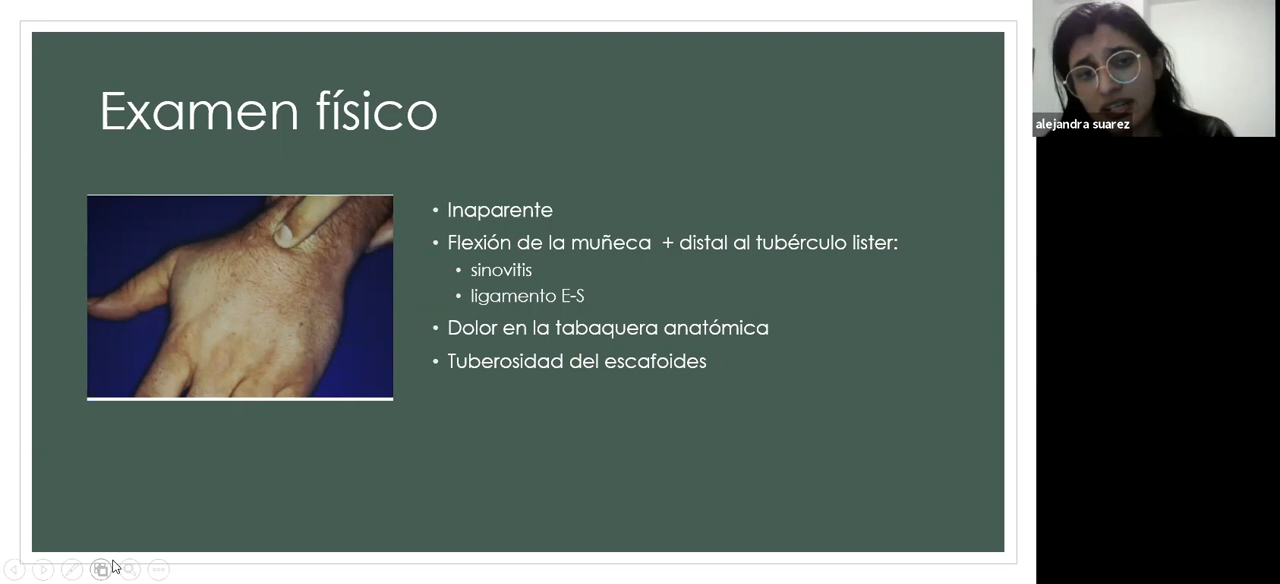 Examen físico
• Inaparente
• Flexión de la muñeca + distal al tubérculo lister:
• sinovitis
• ligamento E-S
• Dolor en la tabaquera anatómica
• Tuberosidad del escafoides
alejandra suarez